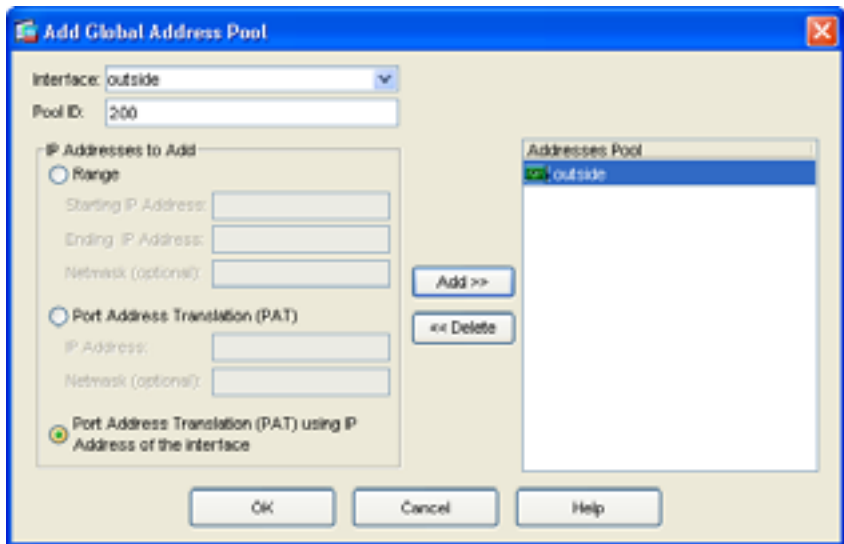 Add Global Address Pool
Interface: outside
Pool ID: 200
IP Addresses to Add
Range
Starting IP Address:
Ending IP Address:
Netmask (optional):
Port Address Translation (PAT)
IP Address:
Netmask (optional):
Port Address Translation (PAT) using IP
Address of the interface
Add >>
<< Delete
Addresses Pool
outside
OK
Cancel
Help